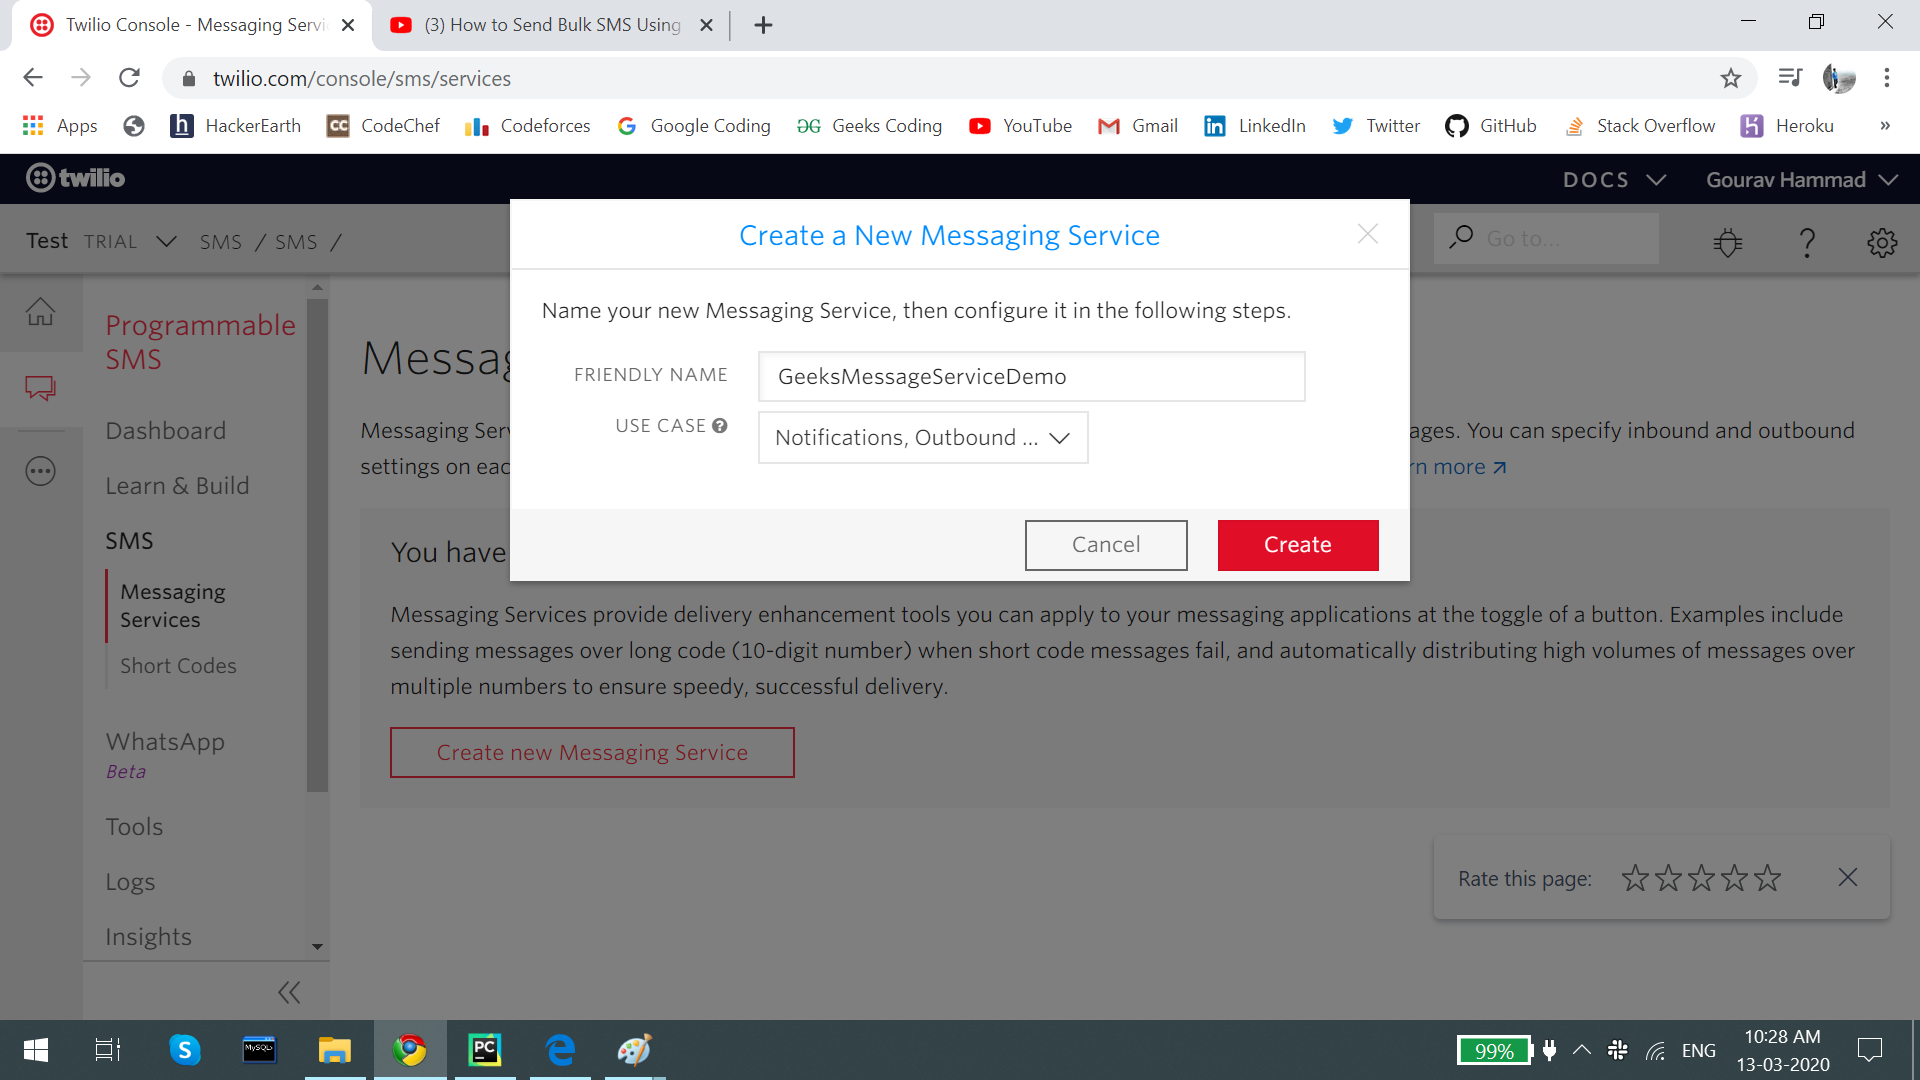 Twilio Console - Messaging Servi
(3) How to Send Bulk SMS Using
twilio.com/console/sms/services
Apps
HackerEarth
CodeChef
Codeforces
Google Coding
Geeks Coding
YouTube
Gmail
LinkedIn
Twitter
GitHub
Stack Overflow
Heroku
»
twilio
DOCS
Gourav Hammad
Test TRIAL
SMS / SMS /
Go to...
Create a New Messaging Service
Name your new Messaging Service, then configure it in the following steps.
FRIENDLY NAME
GeeksMessageServiceDemo
USE CASE ?
Notifications, Outbound ...
Cancel
Create
Programmable
SMS
Dashboard
Learn & Build
SMS
Messaging
Services
Short Codes
WhatsApp
Beta
Tools
Logs
Insights
Messag
Messaging Ser
ages. You can specify inbound and outbound
settings on eac
rn more
You have
Messaging Services provide delivery enhancement tools you can apply to your messaging applications at the toggle of a button. Examples include
sending messages over long code (10-digit number) when short code messages fail, and automatically distributing high volumes of messages over
multiple numbers to ensure speedy, successful delivery.
Create new Messaging Service
Rate this page:
MySQL
PC
99%
ENG
10:28 AM
13-03-2020